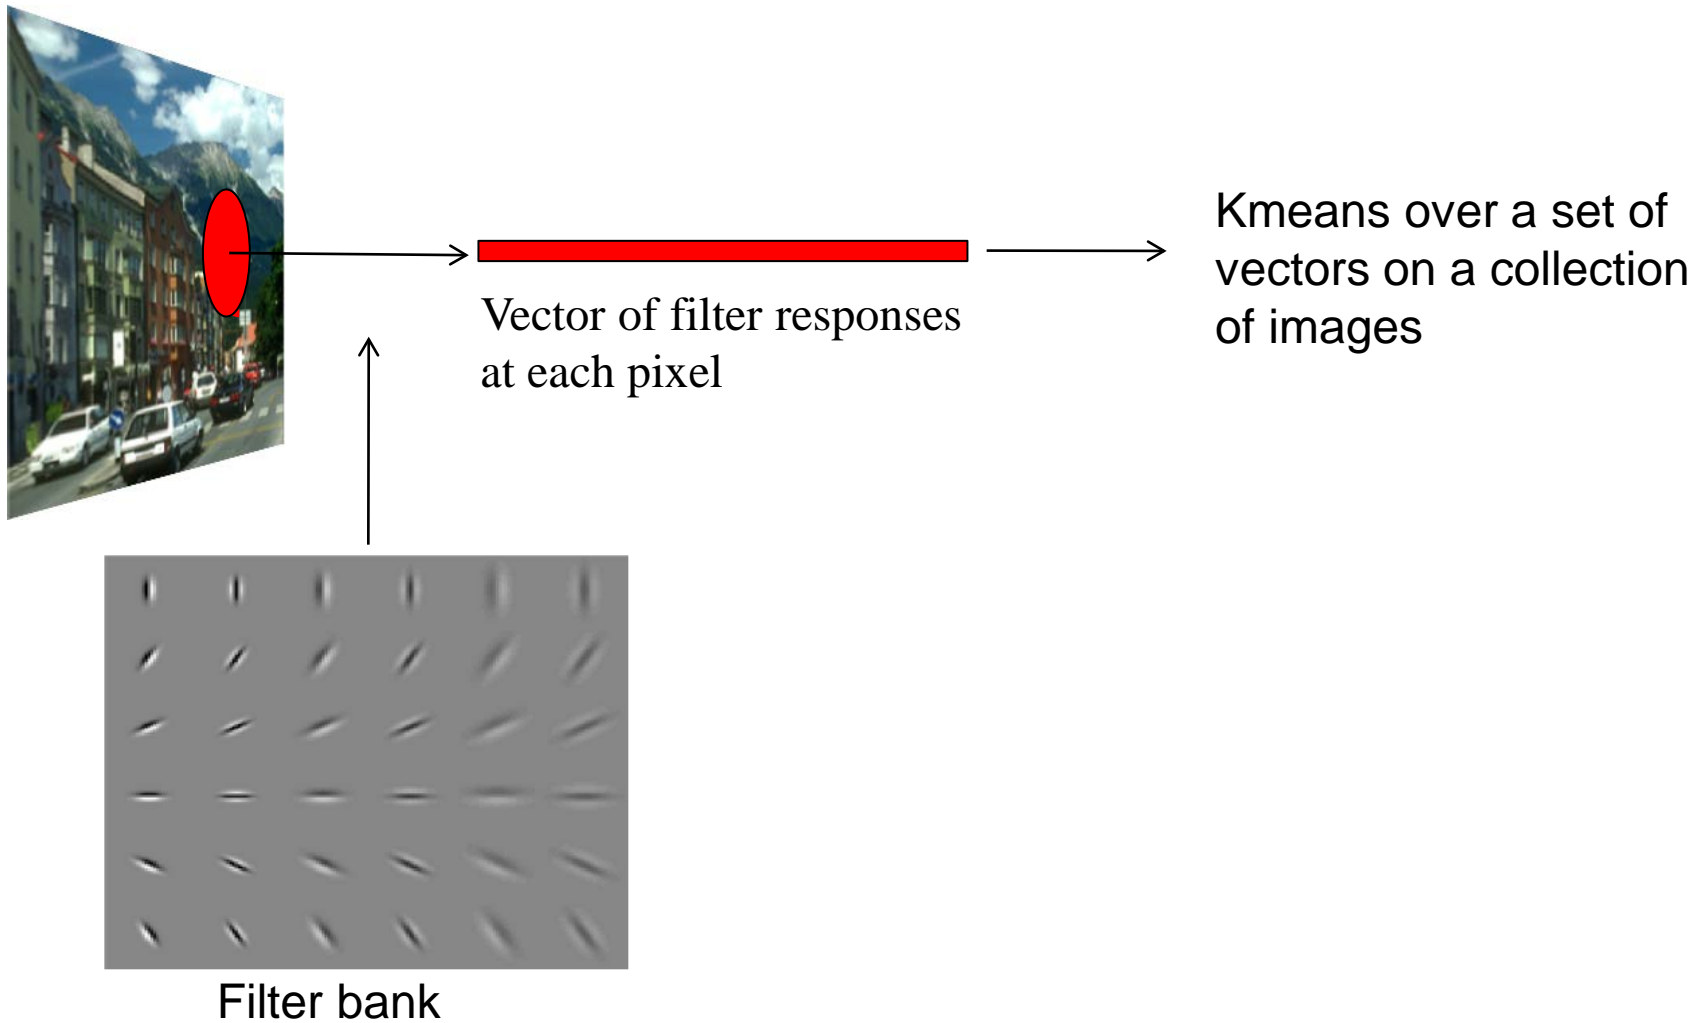 Vector of filter responses
at each pixel
Kmeans over a set of
vectors on a collection
of images
Filter bank